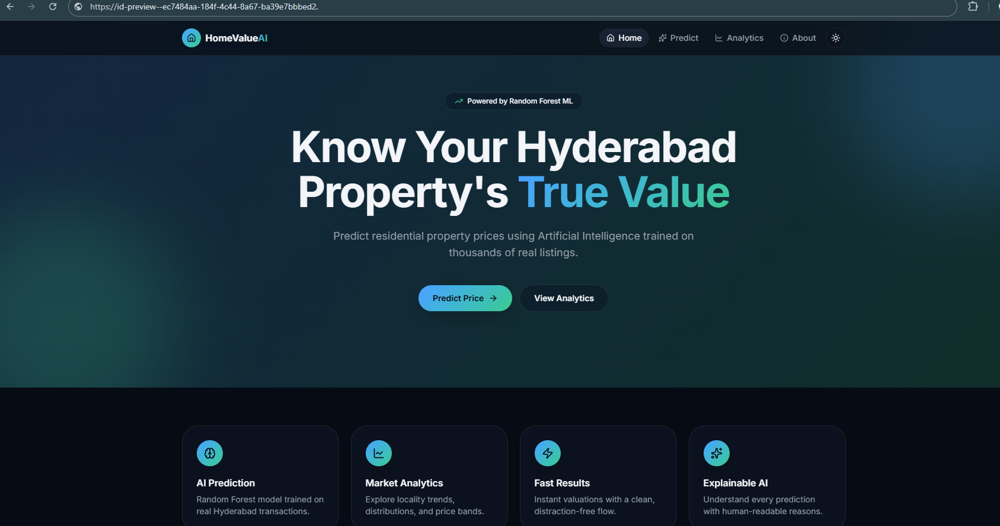 https://id-preview--ec7484aa-184f-4c44-8a67-ba39e7bbbed2.
HomeValueAI
Home
Predict
Analytics
About
Powered by Random Forest ML
Know Your Hyderabad
Property's True Value
Predict residential property prices using Artificial Intelligence trained on
thousands of real listings.
Predict Price
View Analytics
AI Prediction
Random Forest model trained on
real Hyderabad transactions.
Market Analytics
Explore locality trends,
distributions, and price bands.
Fast Results
Instant valuations with a clean,
distraction-free flow.
Explainable AI
Understand every prediction
with human-readable reasons.